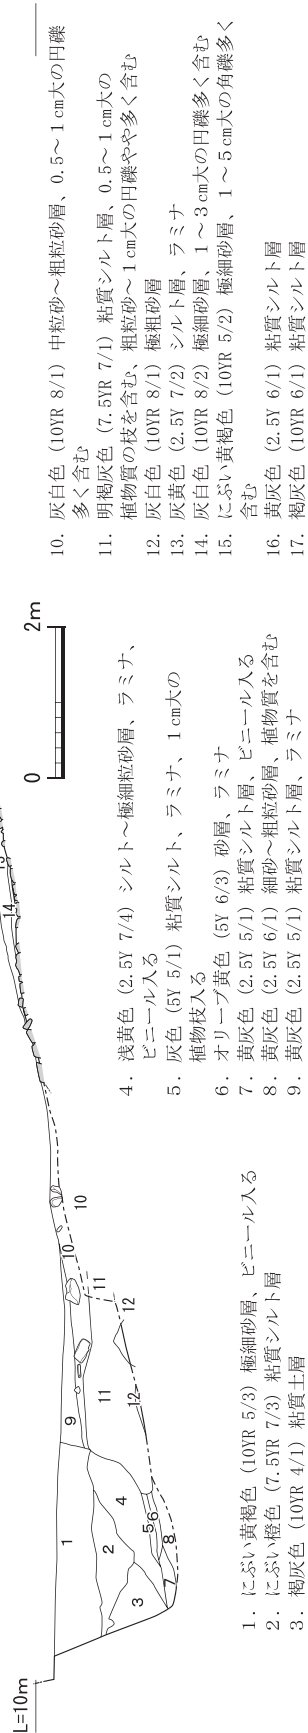 L=10m
1
2
3
4
5
6
7
8
9
10
10
11
11
12
12
14
0 2m
1. にぶい黄褐色 (10YR 5/3) 極細砂層、ビニール入る
2. にぶい橙色 (7.5YR 7/3) 粘質シルト層
3. 褐灰色 (10YR 4/1) 粘質土層
4. 浅黄色 (2.5Y 7/4) シルト～極細粒砂層、ラミナ、
ビニール入る
5. 灰色 (5Y 5/1) 粘質シルト、ラミナ、1㎝大の
植物枝入る
6. オリーブ黄色 (5Y 6/3) 砂層、ラミナ
7. 黄灰色 (2.5Y 5/1) 粘質シルト層、ビニール入る
8. 黄灰色 (2.5Y 6/1) 細砂～粗粒砂層、植物質を含む
9. 黄灰色 (2.5Y 5/1) 粘質シルト層、ラミナ
10. 灰白色 (10YR 8/1) 中粒砂～粗粒砂層、0.5～1㎝大の円礫
多く含む
11. 明褐灰色 (7.5YR 7/1) 粘質シルト層、0.5～1㎝大の
植物質の枝を含む、粗粒砂～1㎝大の円礫やや多く含む
12. 灰白色 (10YR 8/1) 極粗砂層
13. 灰黄色 (2.5Y 7/2) シルト層、ラミナ
14. 灰白色 (10YR 8/2) 極細砂層、1～3㎝大の円礫多く含む
15. にぶい黄褐色 (10YR 5/2) 極細砂層、1～5㎝大の角礫多く
含む
16. 黄灰色 (2.5Y 6/1) 粘質シルト層
17. 褐灰色 (10YR 6/1) 粘質シルト層